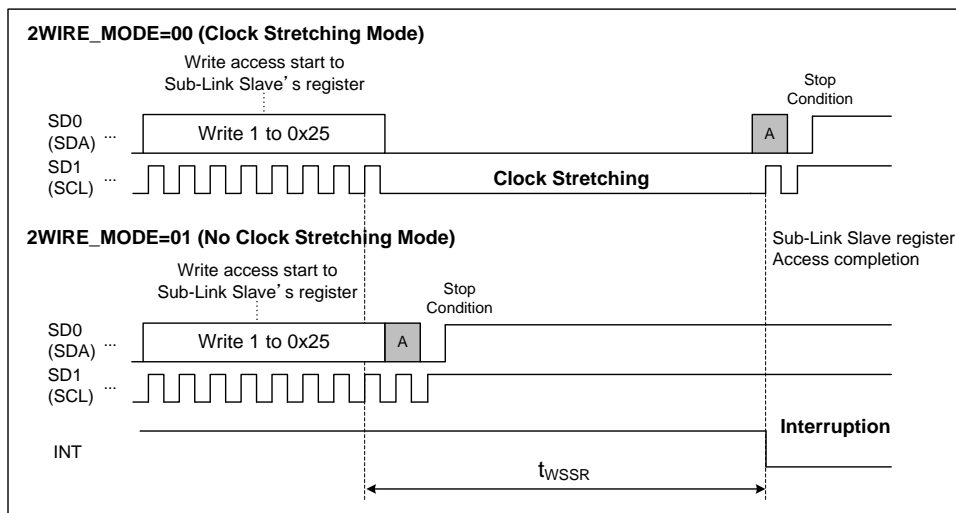 2WIRE_MODE=00 (Clock Stretching Mode)
Write access start to
Sub-Link Slave’s register
Stop
Condition
SD0
(SDA) ...
Write 1 to 0x25
A
SD1
(SCL) ...
Clock Stretching
2WIRE_MODE=01 (No Clock Stretching Mode)
Sub-Link Slave register
Access completion
Write access start to
Sub-Link Slave’s register
Stop
Condition
SD0
(SDA) ...
Write 1 to 0x25
A
SD1
(SCL) ...
Interruption
INT
tWSSR